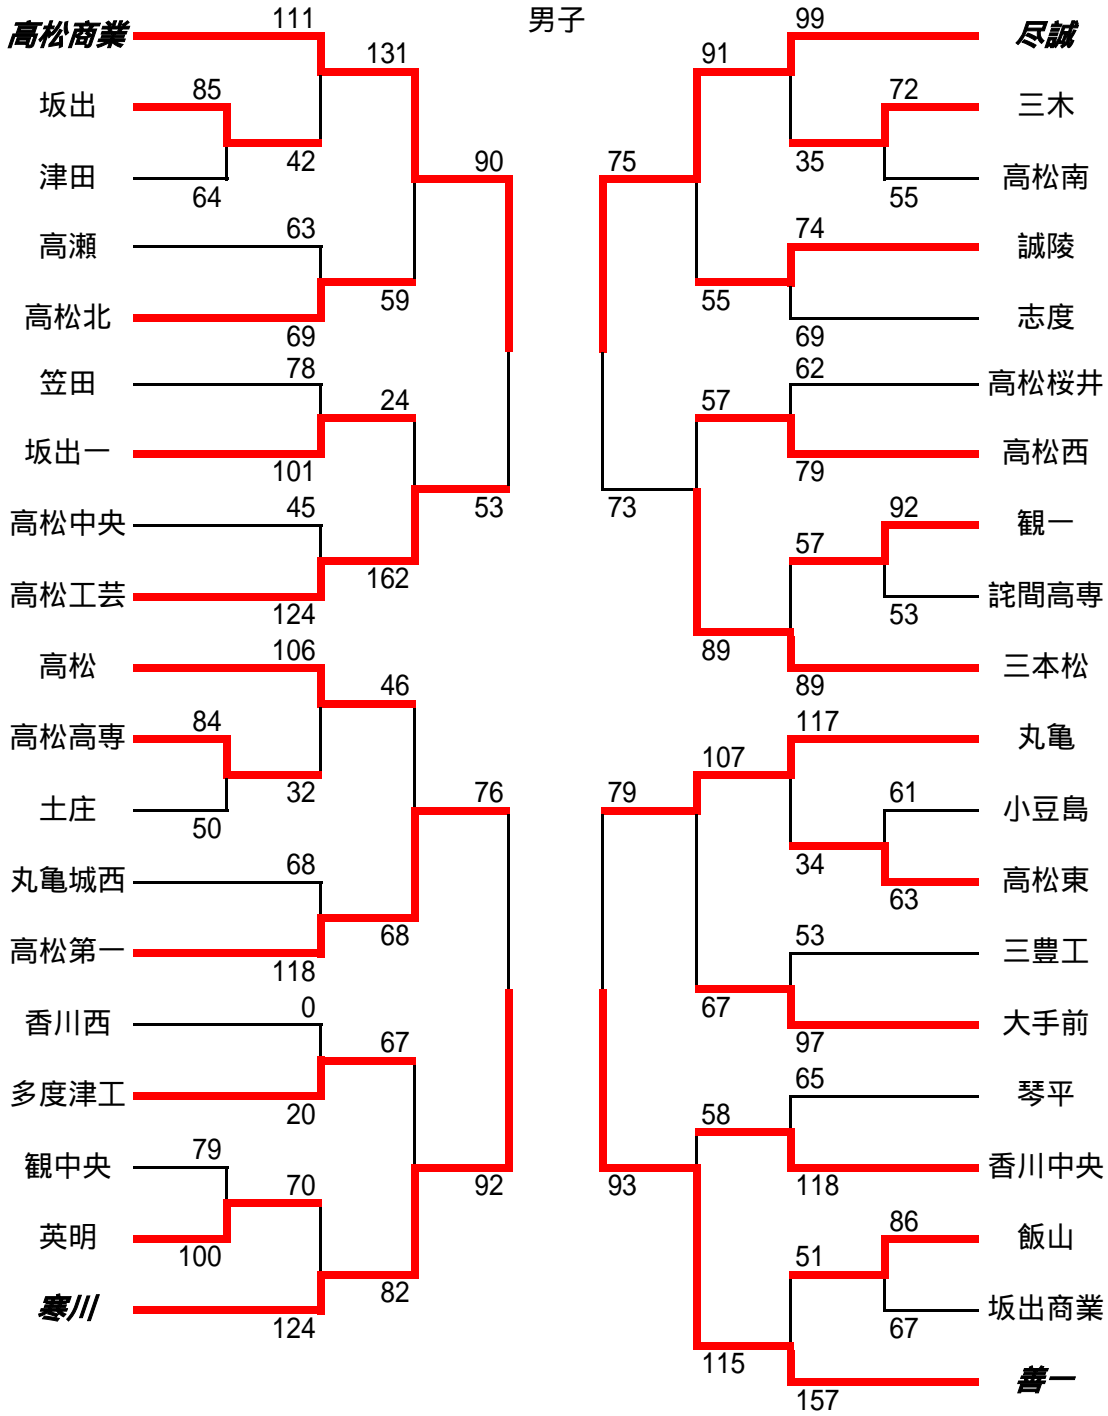 男子
高松商業 111 131 91 99 尽誠
坂出 85 72 三木
42 90 75 35
津田 64 55 高松南
高瀬 63 74 誠陵
59 55
高松北 69 69 志度
笠田 78 62 高松桜井
24 57
坂出一 101 79 高松西
53 73
高松中央 45 92 観一
162 57
高松工芸 124 53 詫間高専
高松 106 89 89 三本松
46
高松高専 84 117 丸亀
32 76 79 107
土庄 50 61 小豆島
34
丸亀城西 68 63 高松東
68
高松第一 118 53 三豊工
67
香川西 0 97 大手前
67
多度津工 20 65 琴平
58
観中央 79 118 香川中央
70 92 93
英明 100 86 飯山
82 51
寒川 124 67 坂出商業
115
157 善一